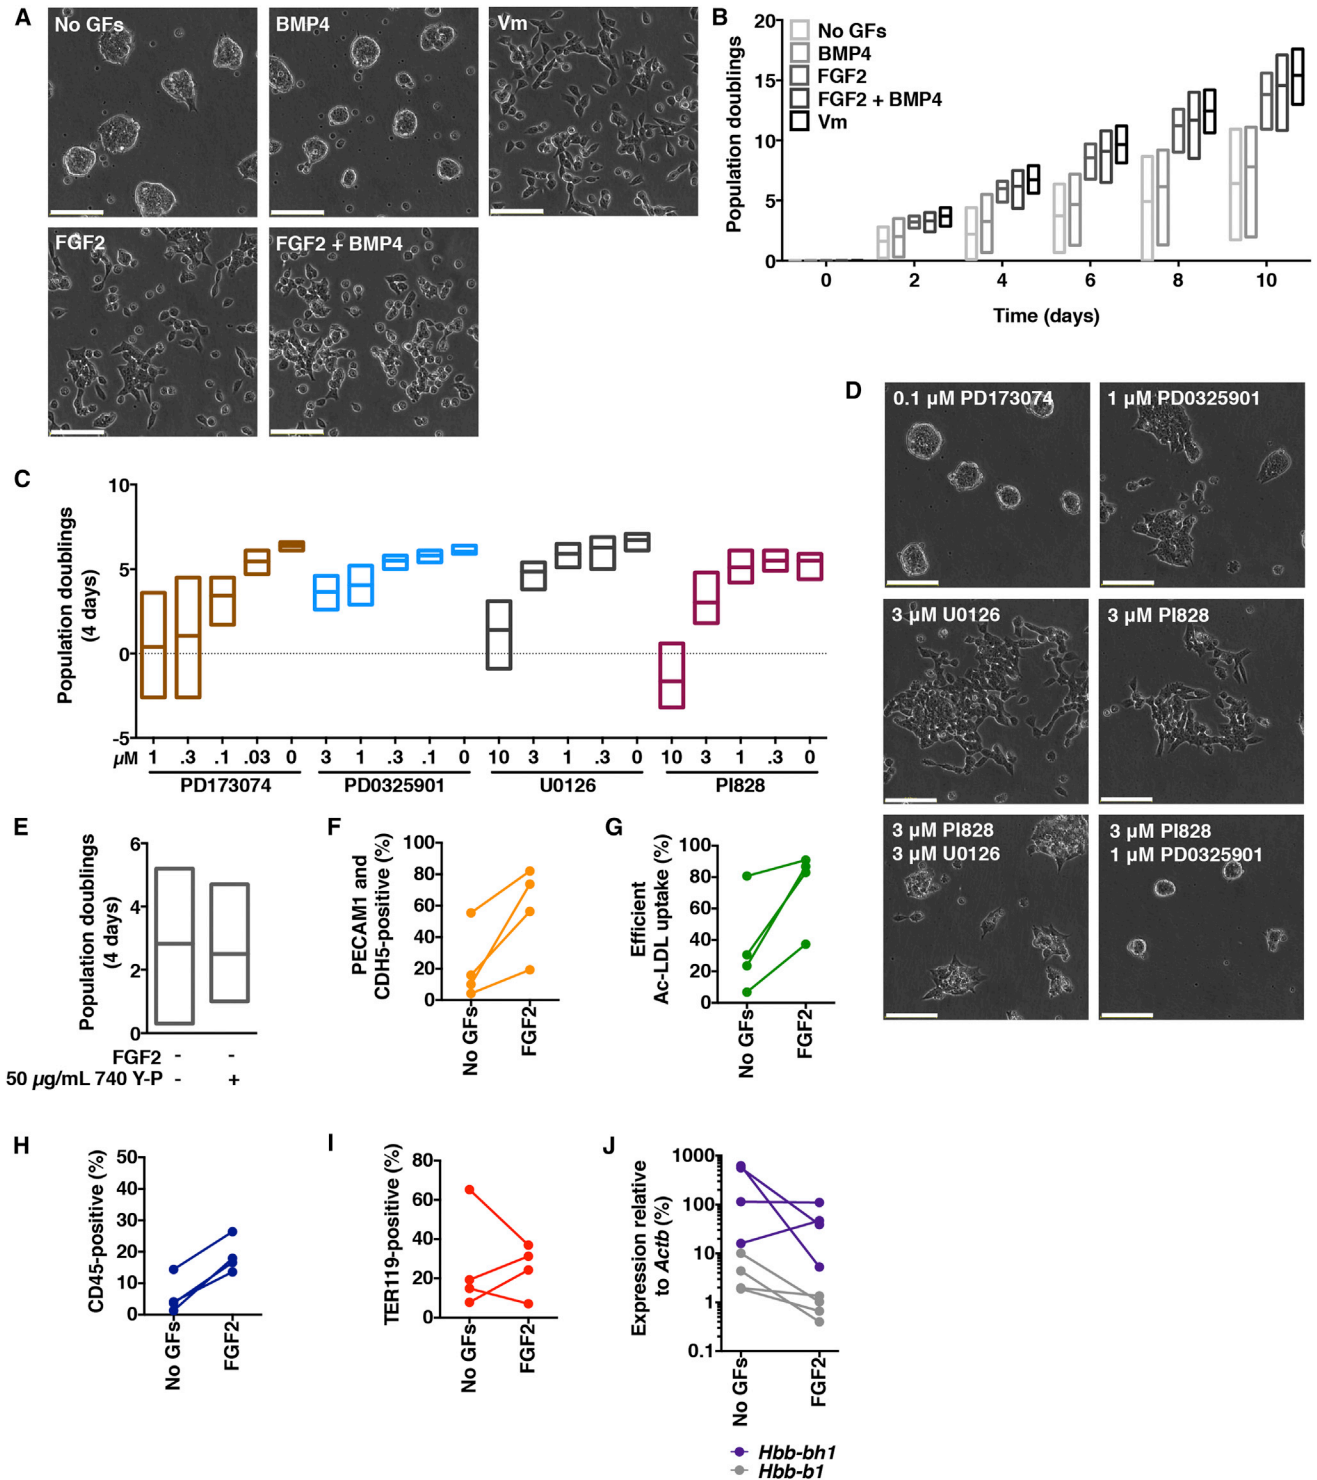 A
No GFs
BMP4
Vm
FGF2
FGF2 + BMP4
B
Population doublings
20
15
10
5
0
No GFs
BMP4
FGF2
FGF2 + BMP4
Vm
0 2 4 6 8 10
Time (days)
C
Population doublings
(4 days)
10
5
0
-5
µM 1 .3 .1 .03 0 3 1 .3 .1 0 10 3 1 .3 0 10 3 1 .3 0
PD173074 PD0325901 U0126 PI828
D
0.1 µM PD173074
1 µM PD0325901
3 µM U0126
3 µM PI828
3 µM PI828
3 µM U0126
3 µM PI828
1 µM PD0325901
E
Population doublings
(4 days)
6
4
2
0
FGF2 - -
50 µg/mL 740 Y-P - +
F
PECAM1 and
CDH5-positive (%)
100
80
60
40
20
0
No GFs
FGF2
G
Efficient
Ac-LDL uptake (%)
100
80
60
40
20
0
No GFs
FGF2
H
CD45-positive (%)
50
40
30
20
10
0
No GFs
FGF2
I
TER119-positive (%)
80
60
40
20
0
No GFs
FGF2
J
Expression relative
to Actb (%)
1000
100
10
1
0.1
No GFs
FGF2
Hbb-bh1
Hbb-b1